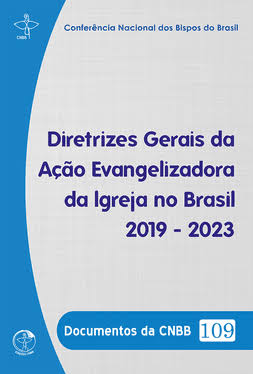 Conferência Nacional dos Bispos do Brasil
CNBB
Diretrizes Gerais da
Ação Evangelizadora
da Igreja no Brasil
2019 - 2023
Documentos da CNBB 109